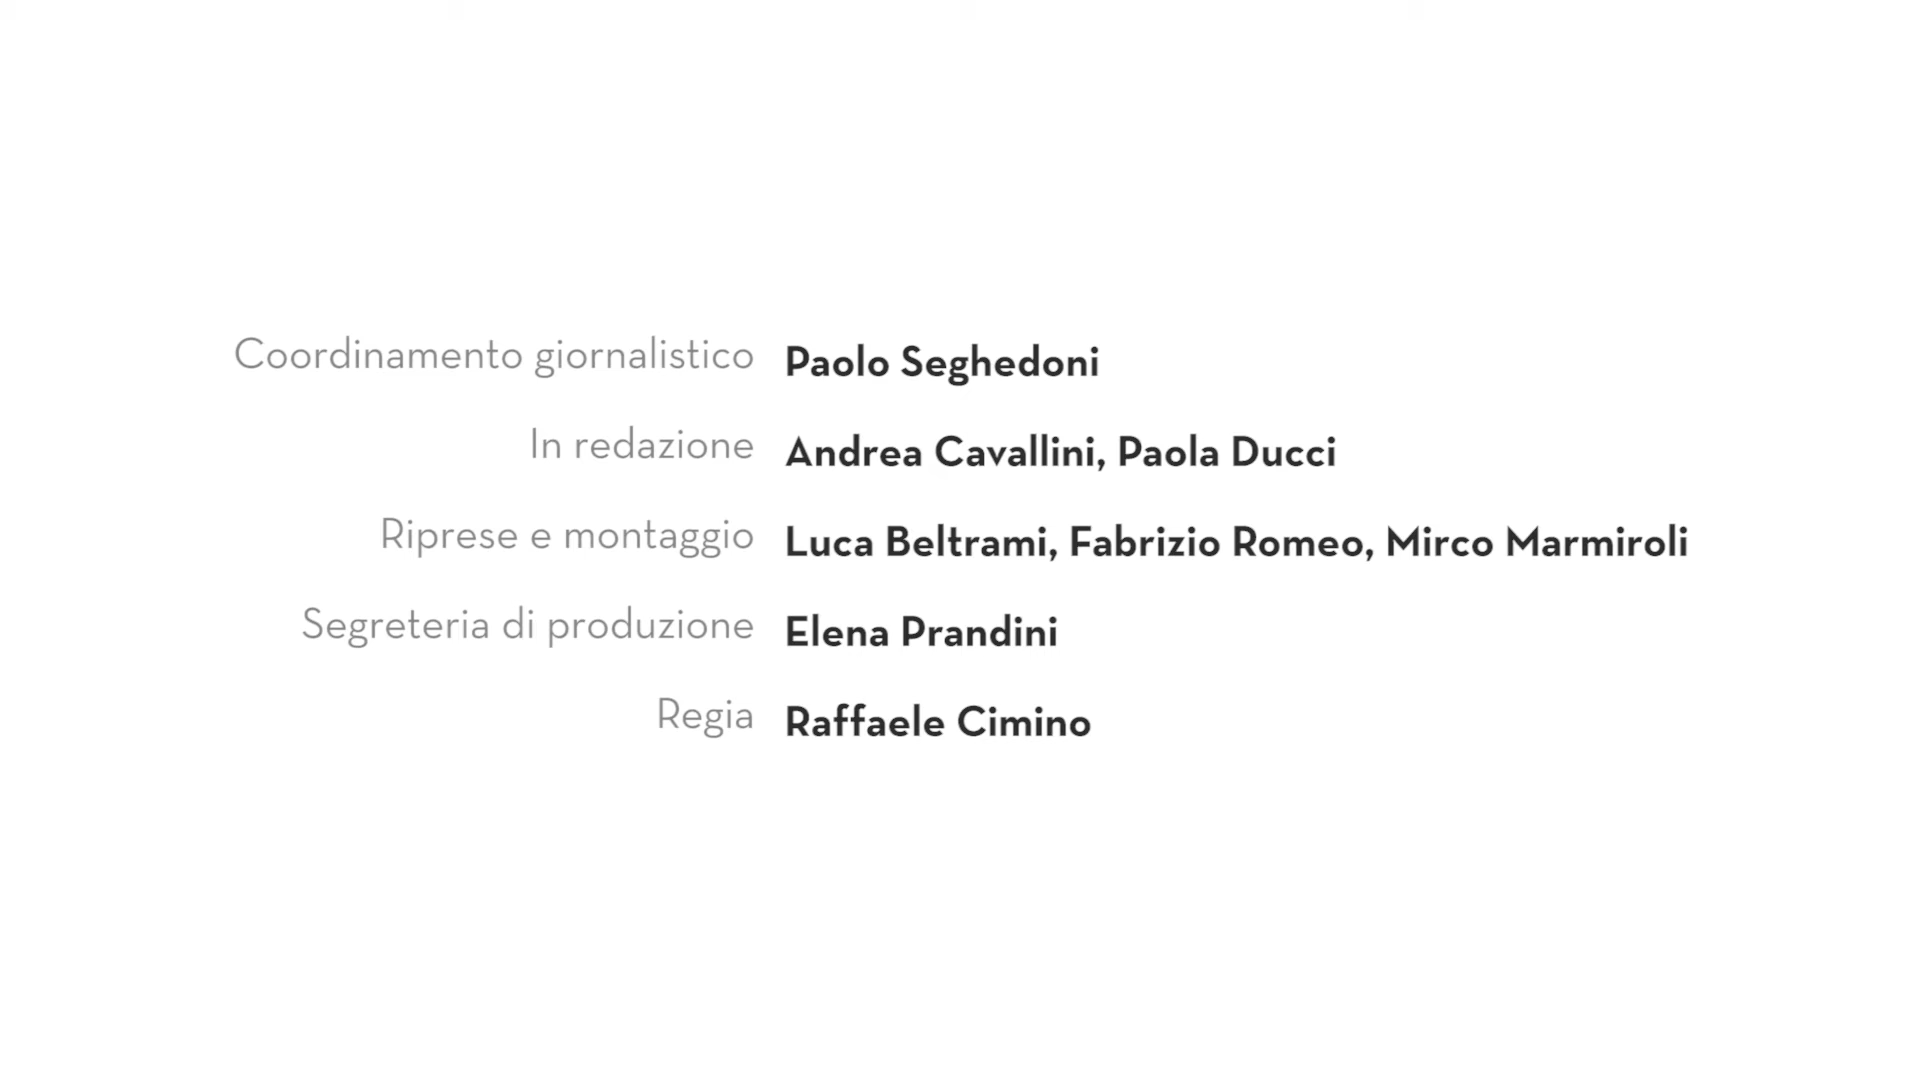 Coordinamento giornalistico Paolo Seghedoni
In redazione Andrea Cavallini, Paola Ducci
Riprese e montaggio Luca Beltrami, Fabrizio Romeo, Mirco Marmiroli
Segreteria di produzione Elena Prandini
Regia Raffaele Cimino